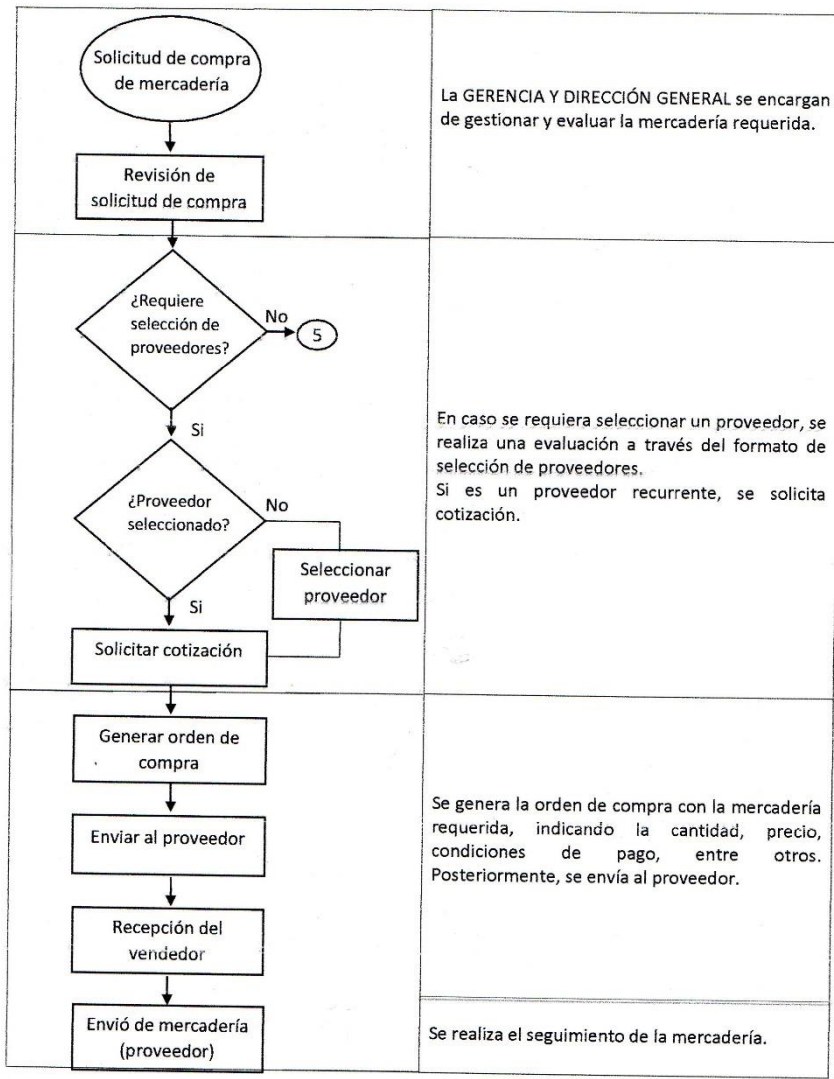 Solicitud de compra
de mercadería
La GERENCIA Y DIRECCIÓN GENERAL se encargan
de gestionar y evaluar la mercadería requerida.
Revisión de
solicitud de compra
¿Requiere
selección de
proveedores?
No
5
Si
En caso se requiera seleccionar un proveedor, se
realiza una evaluación a través del formato de
selección de proveedores.
Si es un proveedor recurrente, se solicita
cotización.
¿Proveedor
seleccionado?
No
Seleccionar
proveedor
Si
Solicitar cotización
Generar orden de
compra
Enviar al proveedor
Recepción del
vendedor
Se genera la orden de compra con la mercadería
requerida, indicando la cantidad, precio,
condiciones de pago, entre otros.
Posteriormente, se envía al proveedor.
Envió de mercadería
(proveedor)
Se realiza el seguimiento de la mercadería.